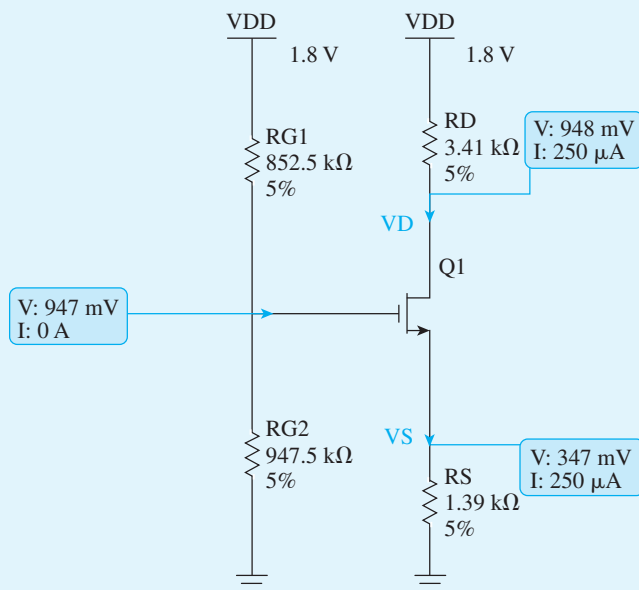 VDD
1.8 V
VDD
1.8 V
RG1
852.5 kΩ
5%
RD
3.41 kΩ
5%
V: 948 mV
I: 250 μA
VD
Q1
V: 947 mV
I: 0 A
RG2
947.5 kΩ
5%
VS
RS
1.39 kΩ
5%
V: 347 mV
I: 250 μA